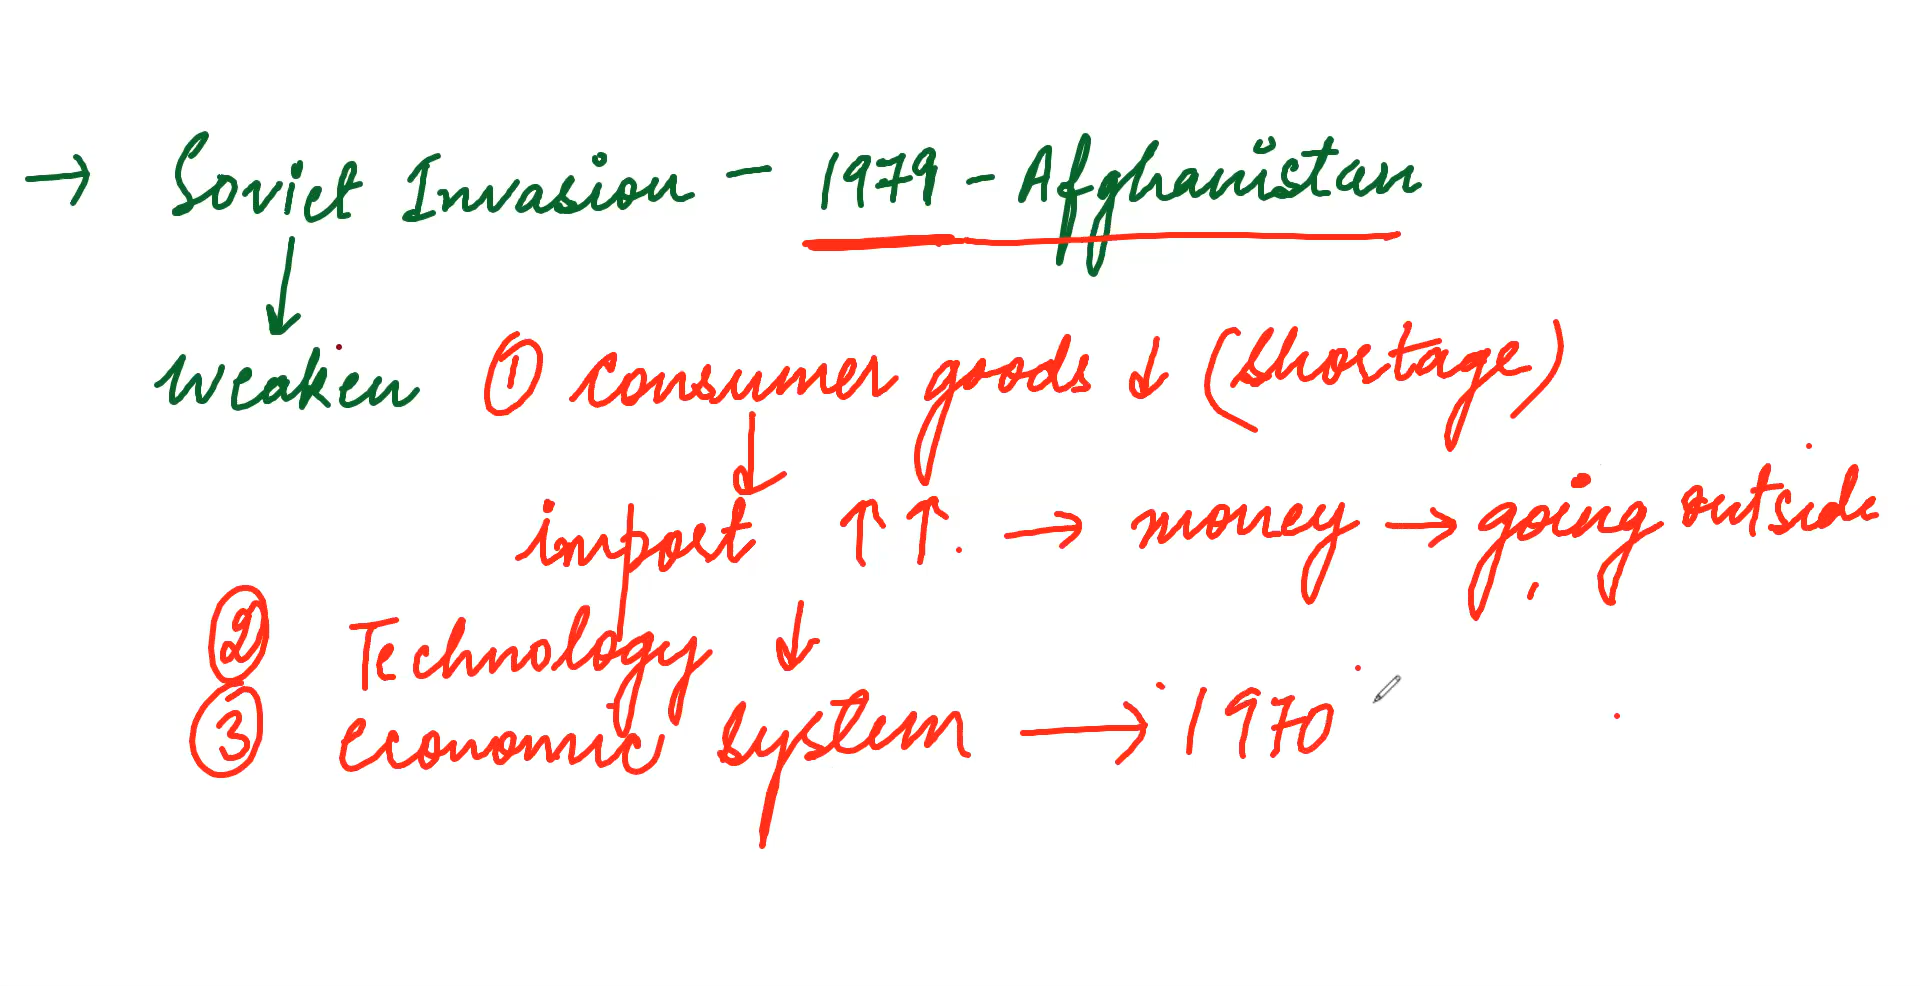 → Soviet Invasion - 1979 - Afghanistan
↓
Weaken ① Consumer goods ↓ (Shortage)
↓
import ↑↑. → money → going outside
② Technology ↓
③ economic system → 1970